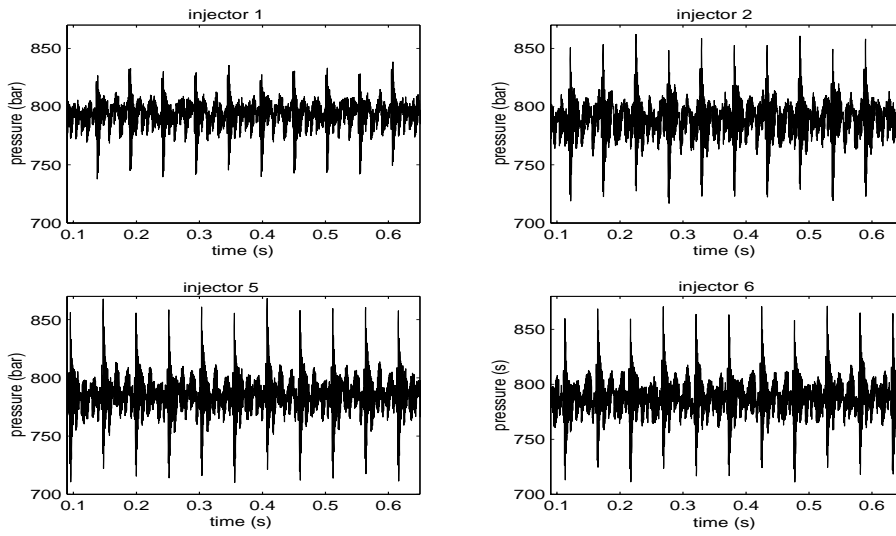 injector 1
pressure (bar)
850
800
750
700
0.1 0.2 0.3 0.4 0.5 0.6
time (s)
injector 2
pressure (bar)
850
800
750
700
0.1 0.2 0.3 0.4 0.5 0.6
time (s)
injector 5
pressure (bar)
850
800
750
700
0.1 0.2 0.3 0.4 0.5 0.6
time (s)
injector 6
pressure (s)
850
800
750
700
0.1 0.2 0.3 0.4 0.5 0.6
time (s)